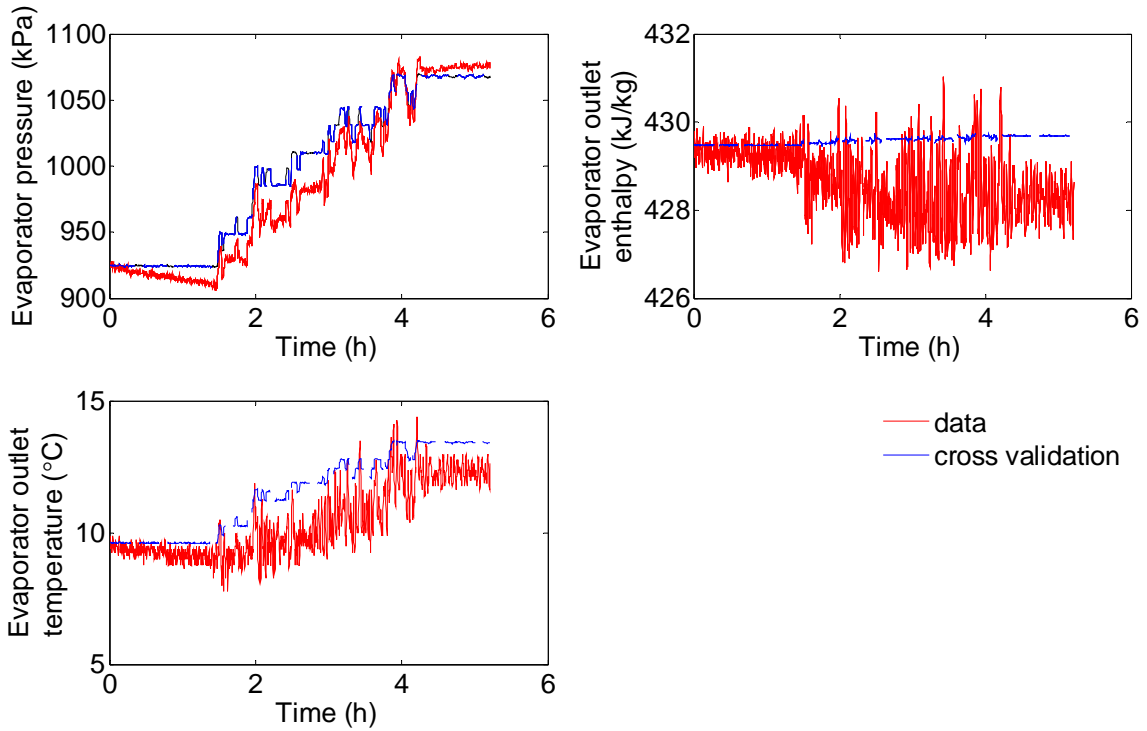 Evaporator pressure (kPa)
1100
1050
1000
950
900
0
2
4
6
Time (h)
Evaporator outlet
enthalpy (kJ/kg)
432
430
428
426
0
2
4
6
Time (h)
Evaporator outlet
temperature (°C)
15
10
5
0
2
4
6
Time (h)
data
cross validation